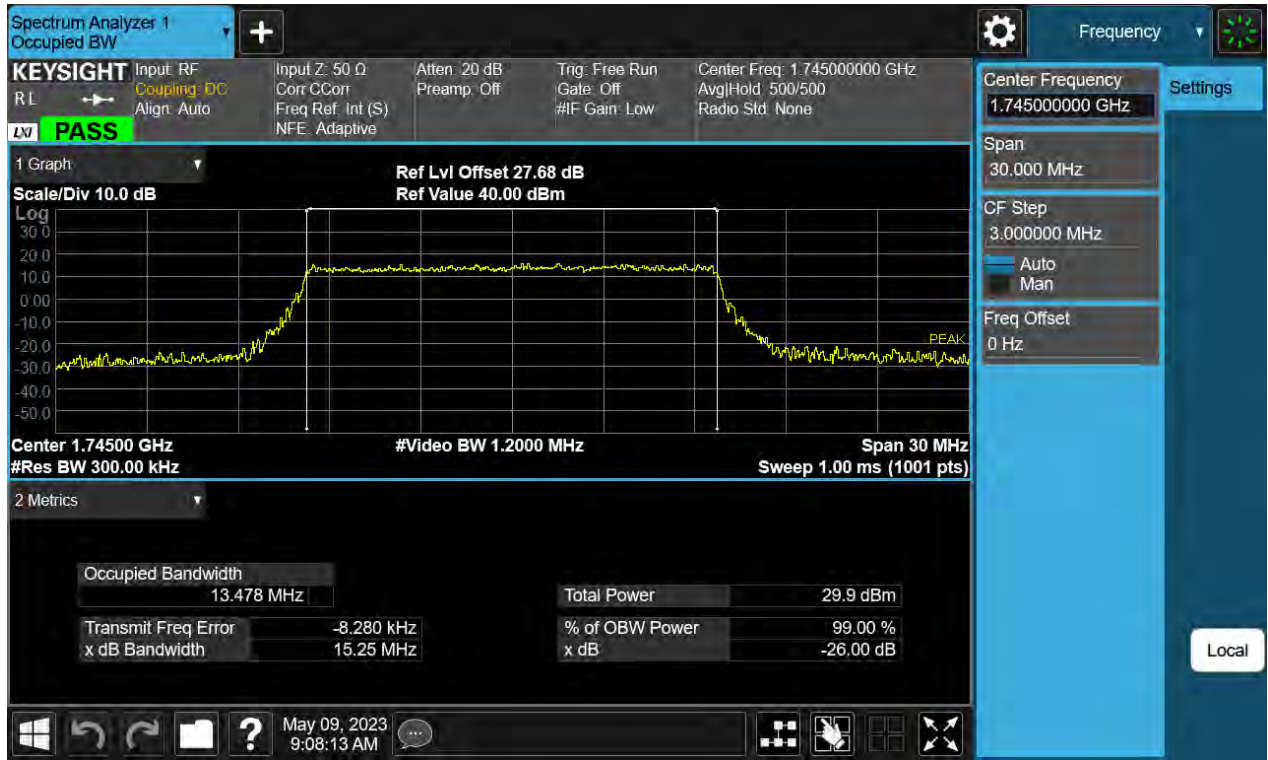 Spectrum Analyzer 1
Occupied BW
Frequency
KEYSIGHT
RL
LXI
PASS
Input: RF
Coupling: DC
Align: Auto
Input Z: 50 Ω
Corr CCorr
Freq Ref: Int (S)
NFE: Adaptive
Atten: 20 dB
Preamp: Off
Trig: Free Run
Gate: Off
#IF Gain: Low
Center Freq: 1.745000000 GHz
Avg|Hold: 500/500
Radio Std: None
Center Frequency
1.745000000 GHz
Settings
Span
30.000 MHz
CF Step
3.000000 MHz
Auto
Man
Freq Offset
0 Hz
1 Graph
Scale/Div 10.0 dB
Ref Lvl Offset 27.68 dB
Ref Value 40.00 dBm
Log
30.0
20.0
10.0
0.00
-10.0
-20.0
-30.0
-40.0
-50.0
PEAK
Center 1.74500 GHz
#Video BW 1.2000 MHz
Span 30 MHz
#Res BW 300.00 kHz
Sweep 1.00 ms (1001 pts)
2 Metrics
Occupied Bandwidth
13.478 MHz
Total Power 29.9 dBm
Transmit Freq Error -8.280 kHz
% of OBW Power 99.00 %
x dB Bandwidth 15.25 MHz
x dB -26.00 dB
Local
?
May 09, 2023
9:08:13 AM